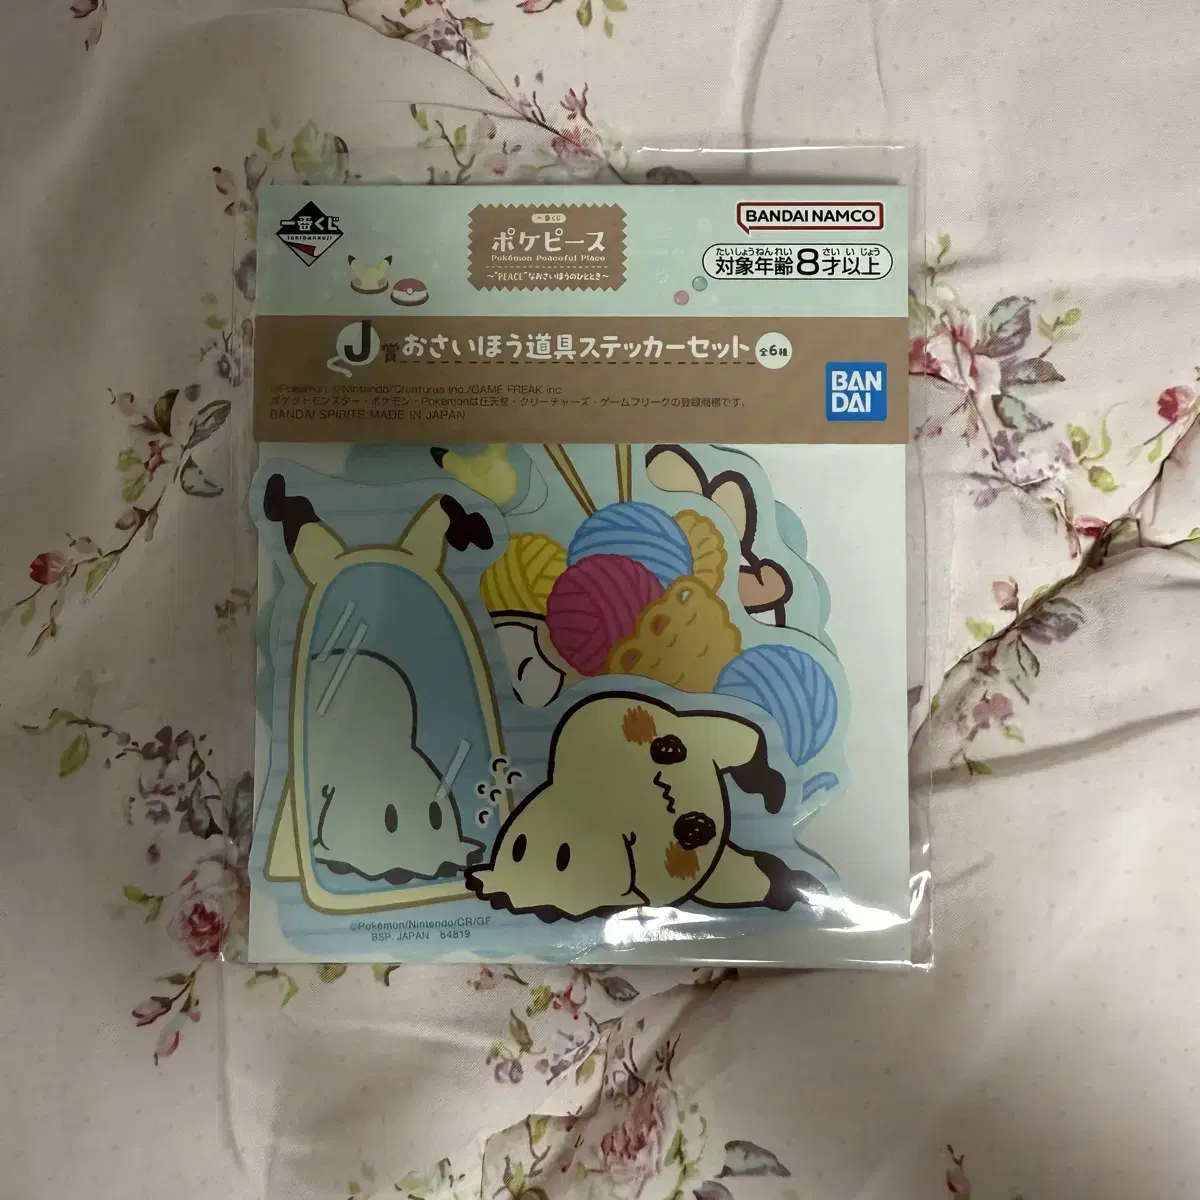 一番くじ
ichibankuji
一番くじ
ポケピース
Pokémon Peaceful Place
～"PEACE"なおさいほうのひととき～
BANDAI NAMCO
たいしょうねんれい さい いじょう
対象年齢8才以上
J賞 おさいほう道具ステッカーセット 全6種
©Pokémon. ©Nintendo/Creatures Inc./GAME FREAK inc.
ポケットモンスター・ポケモン・Pokémonは任天堂・クリーチャーズ・ゲームフリークの登録商標です。
BANDAI SPIRITS MADE IN JAPAN
BAN
DAI
©Pokémon/Nintendo/CR/GF
BSP. JAPAN 64819